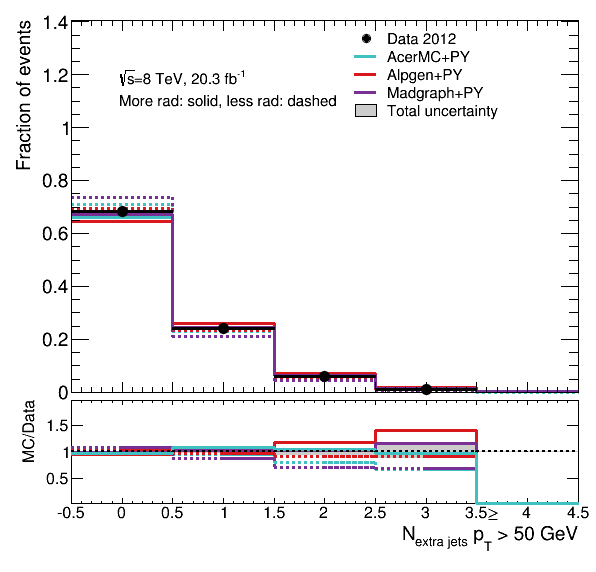 1.4
1.2
1
0.8
0.6
0.4
0.2
0
Fraction of events
√s=8 TeV, 20.3 fb⁻¹
More rad: solid, less rad: dashed
Data 2012
AcerMC+PY
Alpgen+PY
Madgraph+PY
Total uncertainty
MC/Data
1.5
1
0.5
-0.5 0 0.5 1 1.5 2 2.5 3 3.5≥ 4 4.5
N extra jets p T > 50 GeV